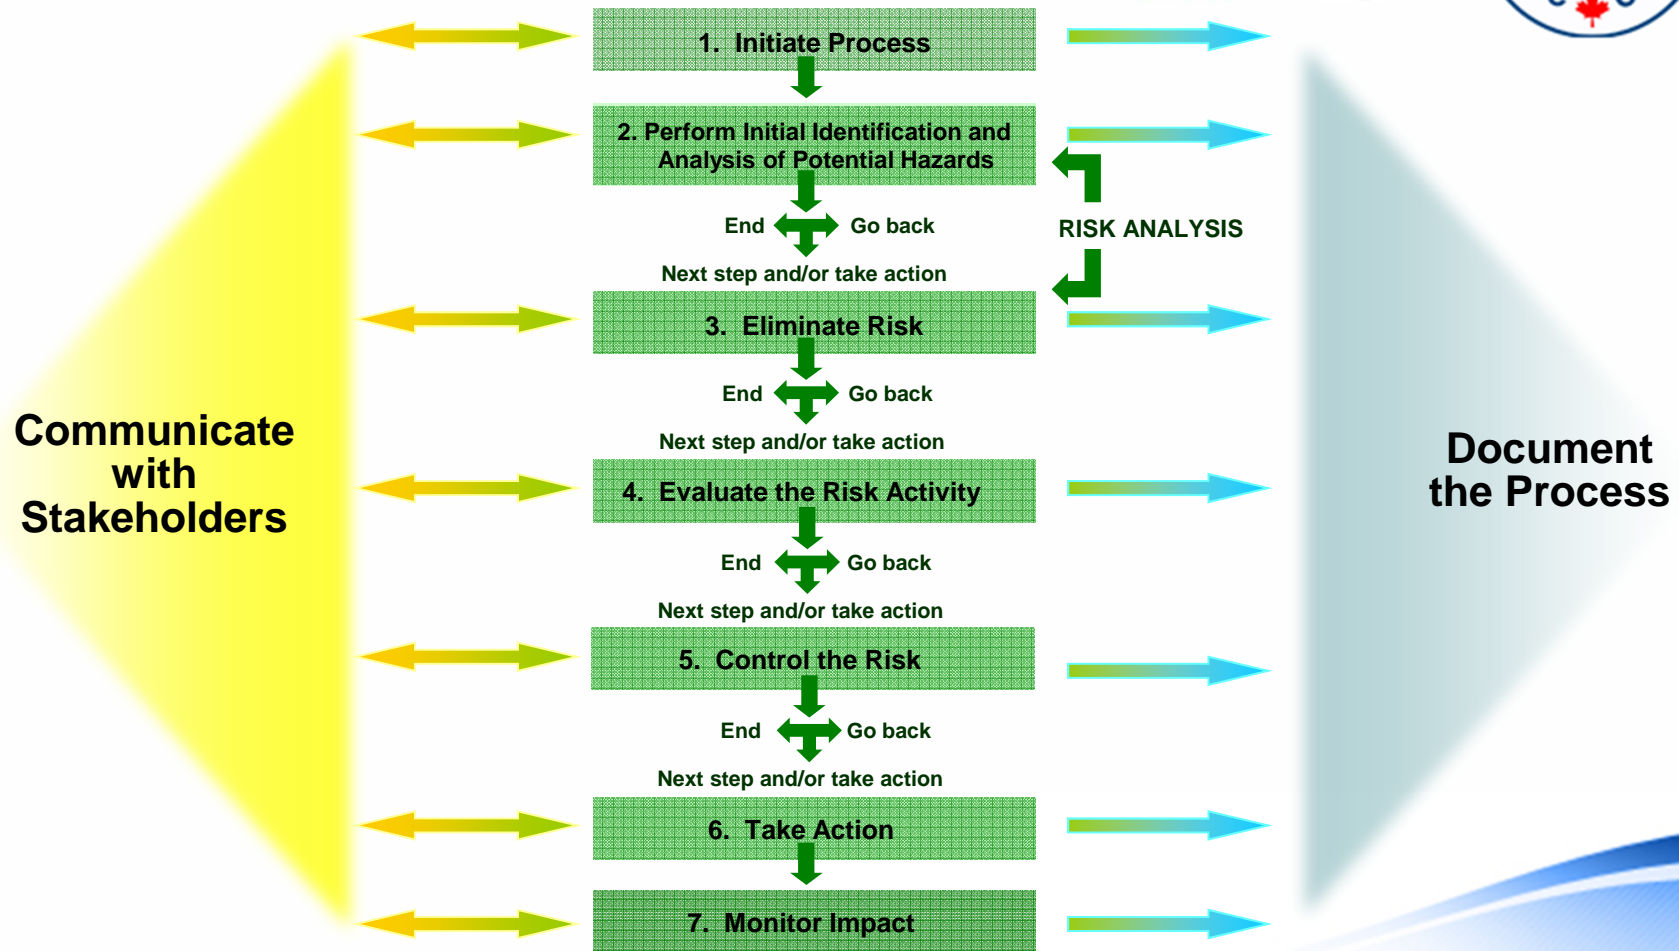 1. Initiate Process
2. Perform Initial Identification and
Analysis of Potential Hazards
End Go back
RISK ANALYSIS
Next step and/or take action
3. Eliminate Risk
End Go back
Next step and/or take action
Communicate
with
Stakeholders
4. Evaluate the Risk Activity
Document
the Process
End Go back
Next step and/or take action
5. Control the Risk
End Go back
Next step and/or take action
6. Take Action
7. Monitor Impact